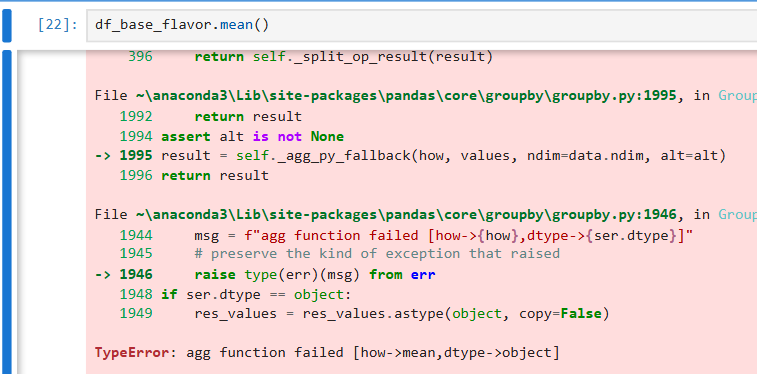 [22]: df_base_flavor.mean()
396 return self._split_op_result(result)
File ~\anaconda3\Lib\site-packages\pandas\core\groupby\groupby.py:1995, in Group
1992 return result
1994 assert alt is not None
-> 1995 result = self._agg_py_fallback(how, values, ndim=data.ndim, alt=alt)
1996 return result
File ~\anaconda3\Lib\site-packages\pandas\core\groupby\groupby.py:1946, in Group
1944 msg = f"agg function failed [how->{how},dtype->{ser.dtype}]"
1945 # preserve the kind of exception that raised
-> 1946 raise type(err)(msg) from err
1948 if ser.dtype == object:
1949 res_values = res_values.astype(object, copy=False)
TypeError: agg function failed [how->mean,dtype->object]